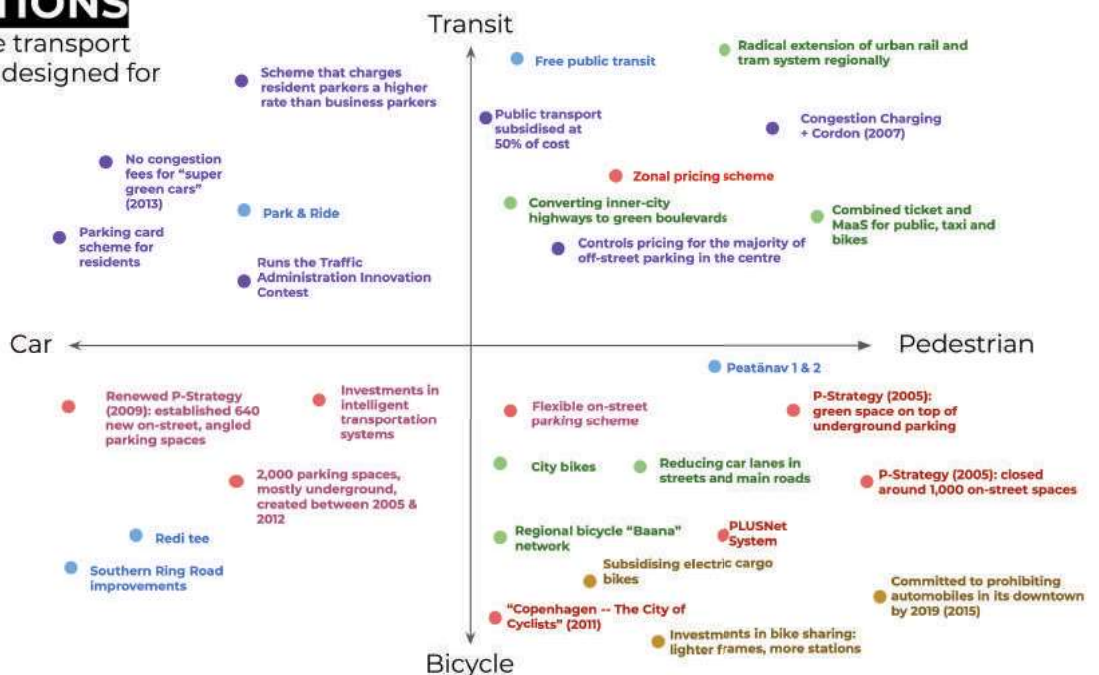 TIONS
e transport
designed for
Transit
Scheme that charges
resident parkers a higher
rate than business parkers
No congestion
fees for “super
green cars”
(2013)
Park & Ride
Parking card
scheme for
residents
Runs the Traffic
Administration Innovation
Contest
Free public transit
Radical extension of urban rail and
tram system regionally
Public transport
subsidised at
50% of cost
Congestion Charging
+ Cordon (2007)
Zonal pricing scheme
Converting inner-city
highways to green boulevards
Combined ticket and
MaaS for public, taxi and
bikes
Controls pricing for the majority of
off-street parking in the centre
Car
Pedestrian
Renewed P-Strategy
(2009): established 640
new on-street, angled
parking spaces
Investments in
intelligent
transportation
systems
2,000 parking spaces,
mostly underground,
created between 2005 &
2012
Redi tee
Southern Ring Road
improvements
Peatänav 1 & 2
Flexible on-street
parking scheme
P-Strategy (2005):
green space on top of
underground parking
City bikes
Reducing car lanes in
streets and main roads
P-Strategy (2005): closed
around 1,000 on-street spaces
Regional bicycle “Baana”
network
PLUSNet
System
Subsidising electric cargo
bikes
Committed to prohibiting
automobiles in its downtown
by 2019 (2015)
“Copenhagen -- The City of
Cyclists” (2011)
Investments in bike sharing:
lighter frames, more stations
Bicycle